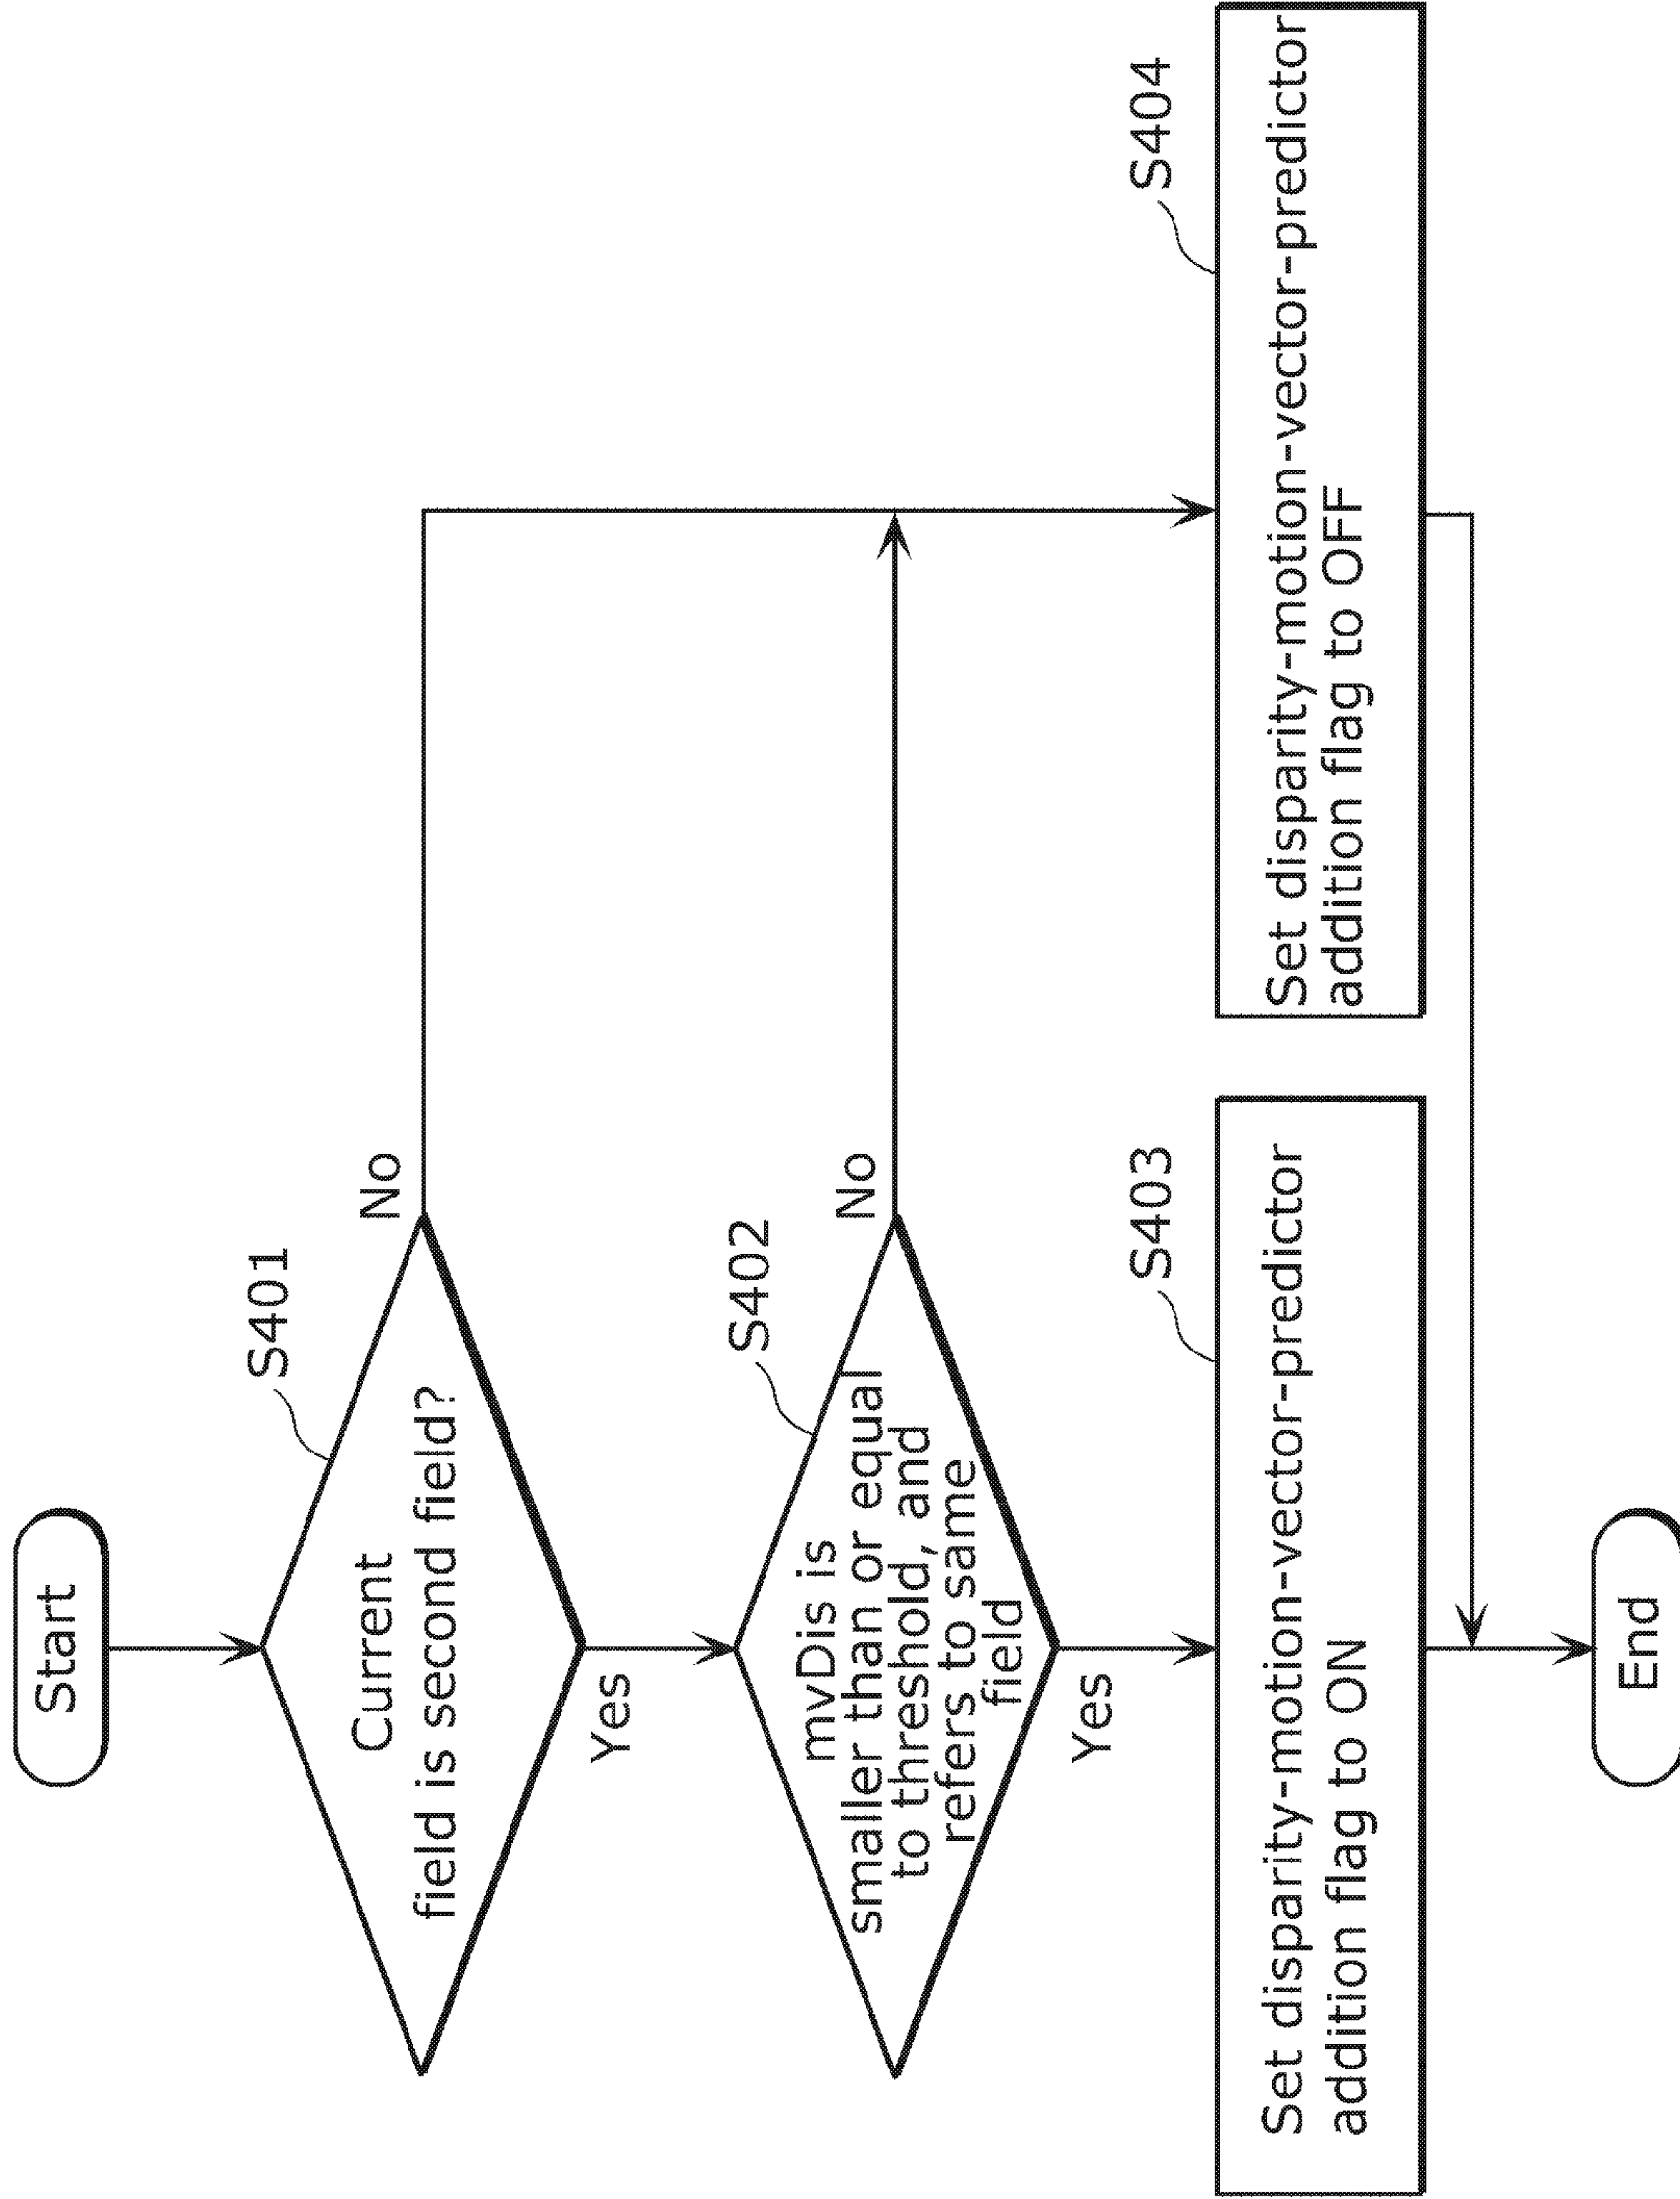 Start
S401
Current
field is second field?
No
Yes
S402
mvDis is
smaller than or equal
to threshold, and
refers to same
field
No
Yes
S403
Set disparity-motion-vector-predictor
addition flag to ON
S404
Set disparity-motion-vector-predictor
addition flag to OFF
End